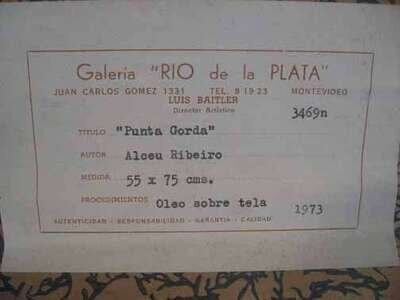 Galeria "RIO de la PLATA"
JUAN CARLOS GOMEZ 1331 TEL. 8 19 23 MONTEVIDEO
LUIS BAITLER
Director Artístico
3469n
TITULO "Punta Gorda"
AUTOR Alceu Ribeiro
MEDIDA 55 x 75 cms.
PROCEDIMIENTOS Oleo sobre tela 1973
AUTENTICIDAD - RESPONSABILIDAD - GARANTIA - CALIDAD